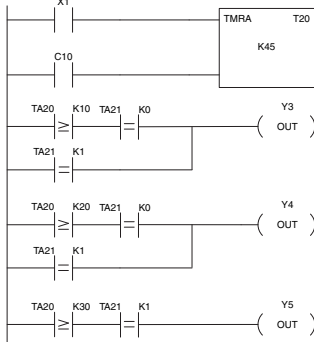 X1
TMRA T20
K45
C10
TA20 K10 TA21 K0 Y3
≥ = OUT
TA21 K1
=
TA20 K20 TA21 K0 Y4
≥ = OUT
TA21 K1
=
TA20 K30 TA21 K1 Y5
≥ = OUT